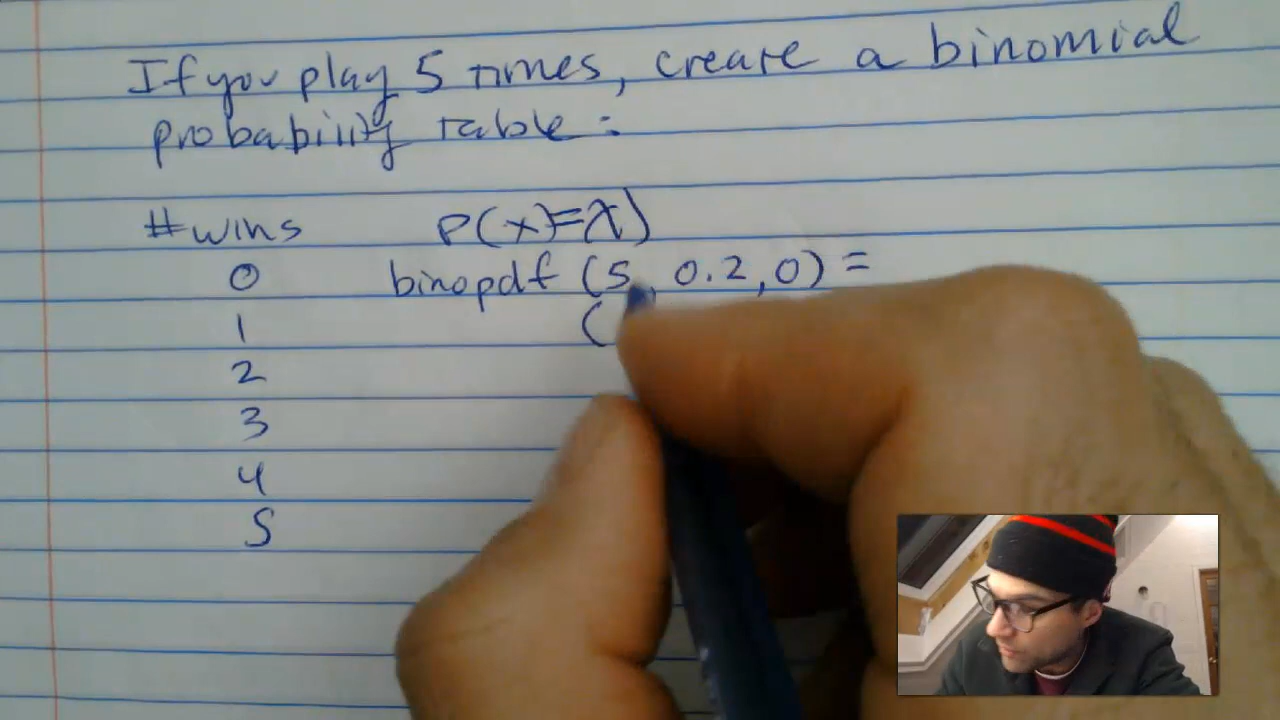 If you play 5 times, create a binomial
probability table:
#wins P(x)=x)
0 binopdf (5, 0.2,0) =
1 (
2
3
4
5